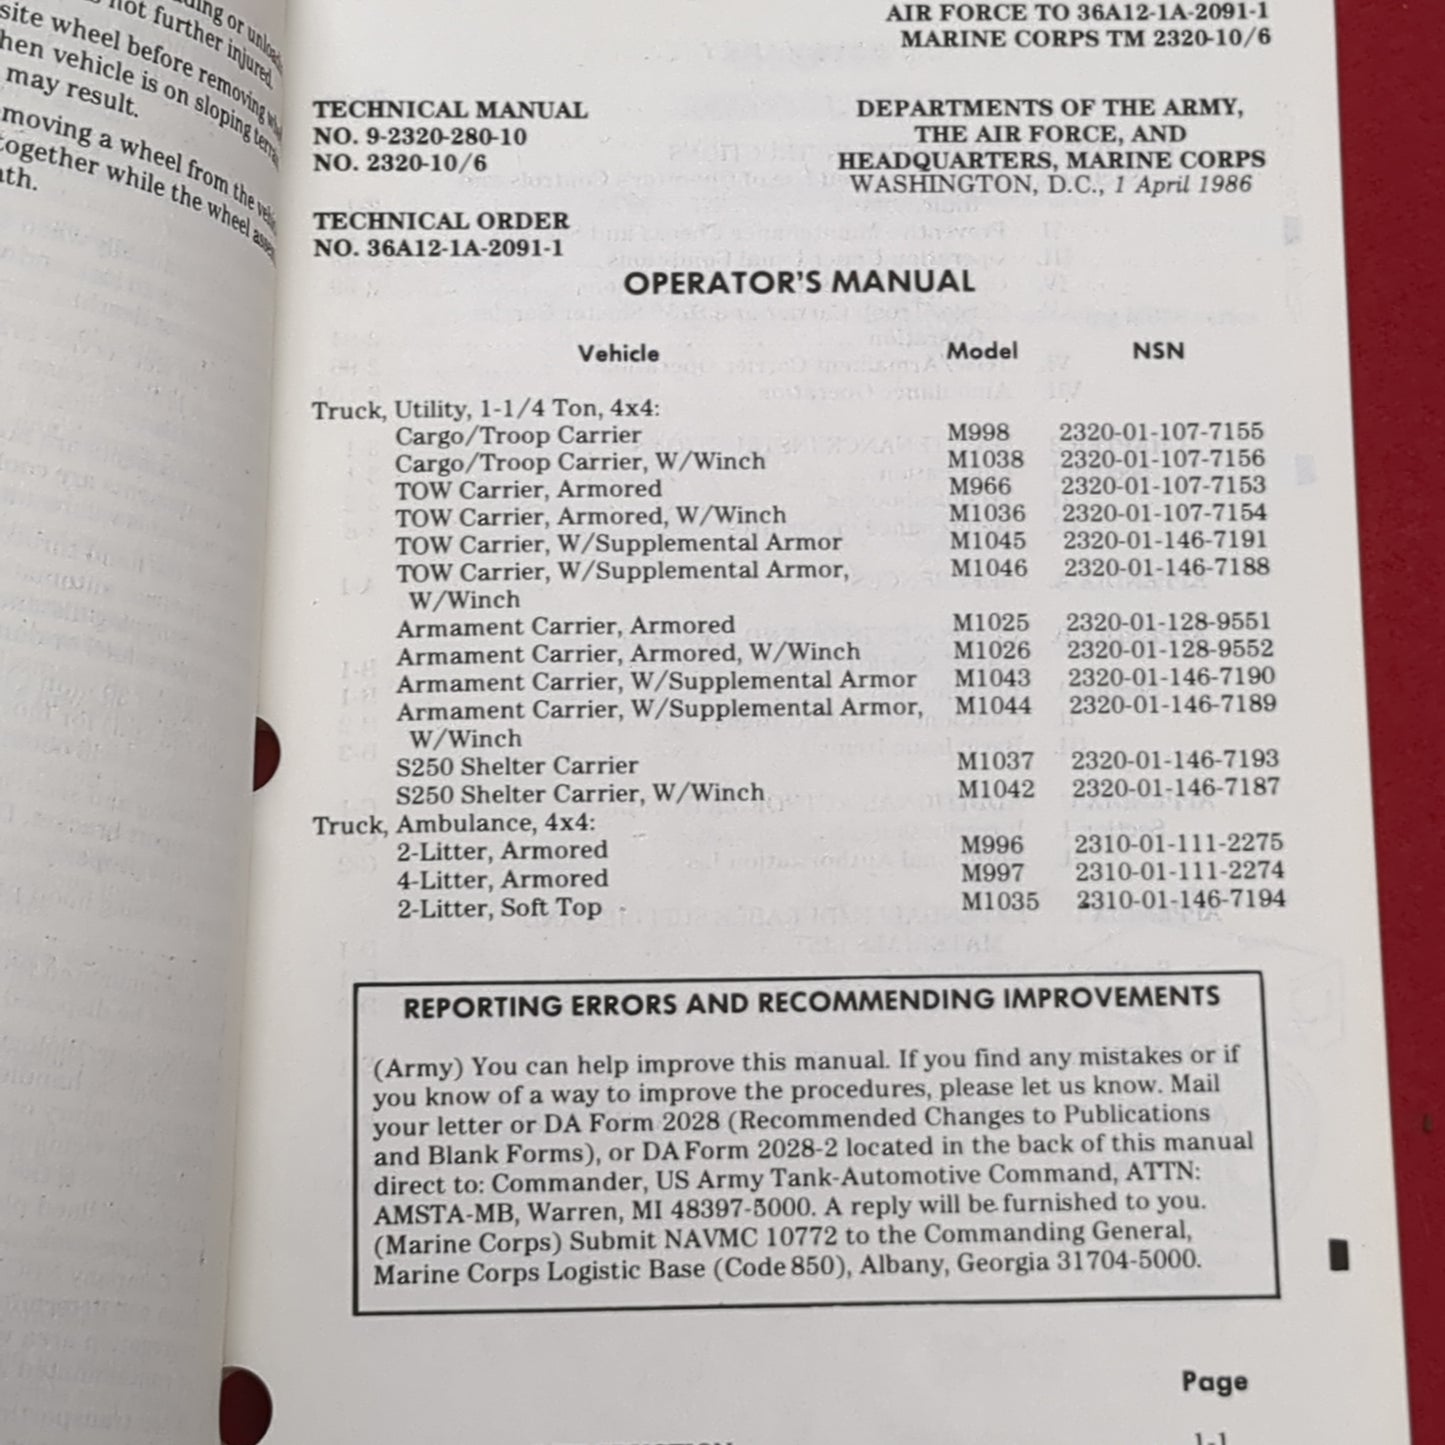 not further injured.
site wheel before removing
hen vehicle is on sloping
may result.
moving a wheel from the
together while the wheel
ath.
AIR FORCE TO 36A12-1A-2091-1
MARINE CORPS TM 2320-10/6
TECHNICAL MANUAL
NO. 9-2320-280-10
NO. 2320-10/6
DEPARTMENTS OF THE ARMY,
THE AIR FORCE, AND
HEADQUARTERS, MARINE CORPS
WASHINGTON, D.C., 1 April 1986
TECHNICAL ORDER
NO. 36A12-1A-2091-1
OPERATOR'S MANUAL
Vehicle Model NSN
Truck, Utility, 1-1/4 Ton, 4x4:
Cargo/Troop Carrier M998 2320-01-107-7155
Cargo/Troop Carrier, W/Winch M1038 2320-01-107-7156
TOW Carrier, Armored M966 2320-01-107-7153
TOW Carrier, Armored, W/Winch M1036 2320-01-107-7154
TOW Carrier, W/Supplemental Armor M1045 2320-01-146-7191
TOW Carrier, W/Supplemental Armor, M1046 2320-01-146-7188
W/Winch
Armament Carrier, Armored M1025 2320-01-128-9551
Armament Carrier, Armored, W/Winch M1026 2320-01-128-9552
Armament Carrier, W/Supplemental Armor M1043 2320-01-146-7190
Armament Carrier, W/Supplemental Armor, M1044 2320-01-146-7189
W/Winch
S250 Shelter Carrier M1037 2320-01-146-7193
S250 Shelter Carrier, W/Winch M1042 2320-01-146-7187
Truck, Ambulance, 4x4:
2-Litter, Armored M996 2310-01-111-2275
4-Litter, Armored M997 2310-01-111-2274
2-Litter, Soft Top M1035 2310-01-146-7194
REPORTING ERRORS AND RECOMMENDING IMPROVEMENTS
(Army) You can help improve this manual. If you find any mistakes or if
you know of a way to improve the procedures, please let us know. Mail
your letter or DA Form 2028 (Recommended Changes to Publications
and Blank Forms), or DA Form 2028-2 located in the back of this manual
direct to: Commander, US Army Tank-Automotive Command, ATTN:
AMSTA-MB, Warren, MI 48397-5000. A reply will be furnished to you.
(Marine Corps) Submit NAVMC 10772 to the Commanding General,
Marine Corps Logistic Base (Code 850), Albany, Georgia 31704-5000.
Page
1-1